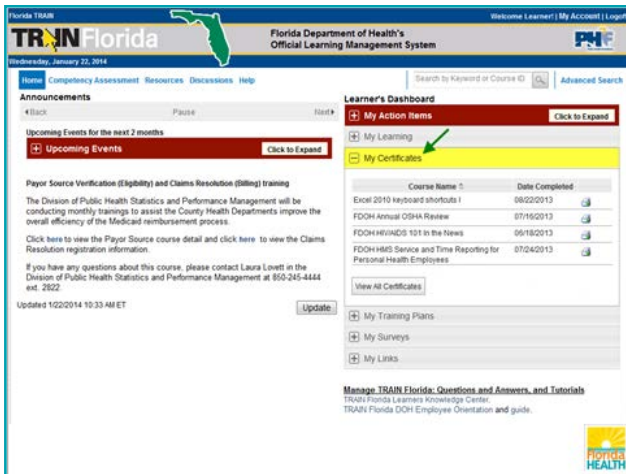 Florida TRAIN
Welcome Learner! | My Account | Logoff
TRAIN Florida
Florida Department of Health's
Official Learning Management System
PHF
Wednesday, January 22, 2014
Home Competency Assessment Resources Discussions Help
Search by Keyword or Course ID
Advanced Search
Announcements
Back Pause Next
Upcoming Events for the next 2 months
Upcoming Events Click to Expand
Payor Source Verification (Eligibility) and Claims Resolution (Billing) training
The Division of Public Health Statistics and Performance Management will be
conducting monthly trainings to assist the County Health Departments improve the
overall efficiency of the Medicaid reimbursement process.
Click here to view the Payor Source course detail and click here to view the Claims
Resolution registration information.
If you have any questions about this course, please contact Laura Lovett in the
Division of Public Health Statistics and Performance Management at 850-245-4444
ext. 2822.
Updated 1/22/2014 10:33 AM ET
Update
Learner's Dashboard
My Action Items Click to Expand
My Learning
My Certificates
Course Name Date Completed
Excel 2010 keyboard shortcuts I 08/22/2013
FDOH Annual OSHA Review 07/16/2013
FDOH HIV/AIDS 101 In the News 06/18/2013
FDOH HMS Service and Time Reporting for 07/24/2013
Personal Health Employees
View All Certificates
My Training Plans
My Surveys
My Links
Manage TRAIN Florida: Questions and Answers, and Tutorials
TRAIN Florida Learners Knowledge Center.
TRAIN Florida DOH Employee Orientation and guide.
Florida
HEALTH